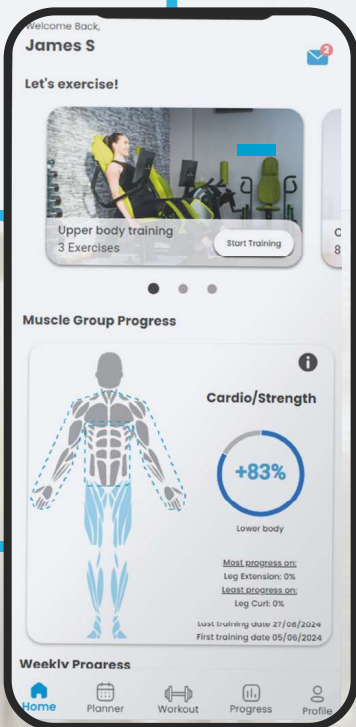 Welcome Back,
James S
2
Let's exercise!
Upper body training
3 Exercises
Start Training
C
8
Muscle Group Progress
i
Cardio/Strength
+83%
Lower body
Most progress on:
Leg Extension: 0%
Least progress on:
Leg Curl: 0%
Last training date 27/08/2024
First training date 05/06/2024
Weekly Progress
Home
Planner
Workout
Progress
Profile